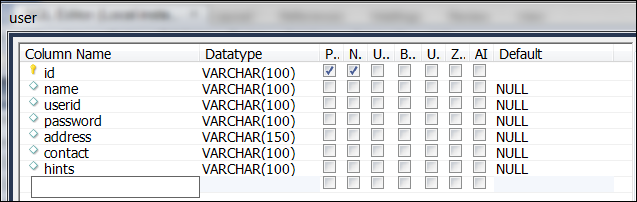 user
Column Name Datatype P.. N. U.. B.. U. Z.. AI Default
id VARCHAR(100)
name VARCHAR(100) NULL
userid VARCHAR(100) NULL
password VARCHAR(100) NULL
address VARCHAR(150) NULL
contact VARCHAR(100) NULL
hints VARCHAR(100) NULL